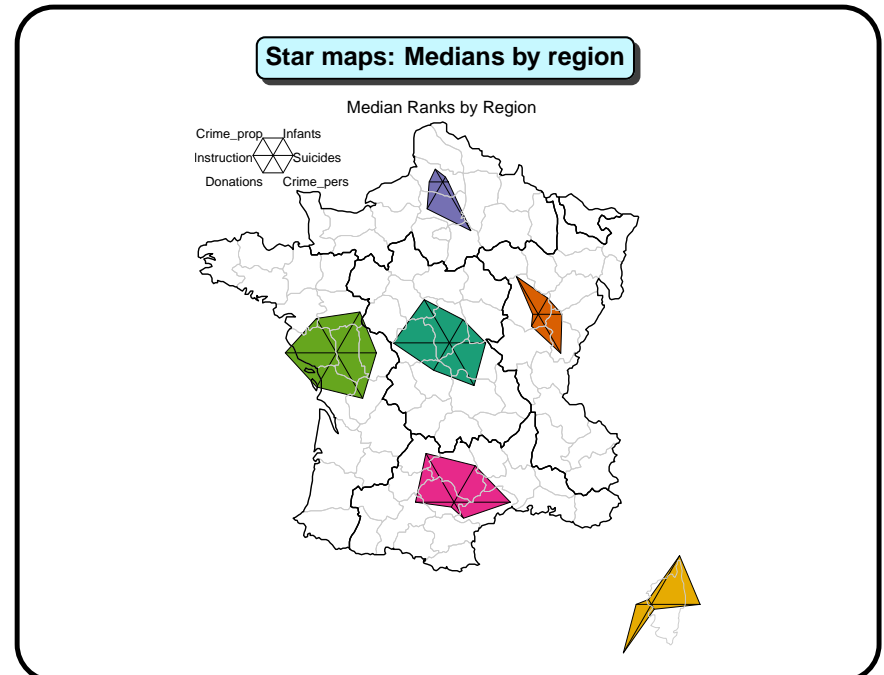 Star maps: Medians by region
Median Ranks by Region
Crime_prop Infants
Instruction Suicides
Donations Crime_pers